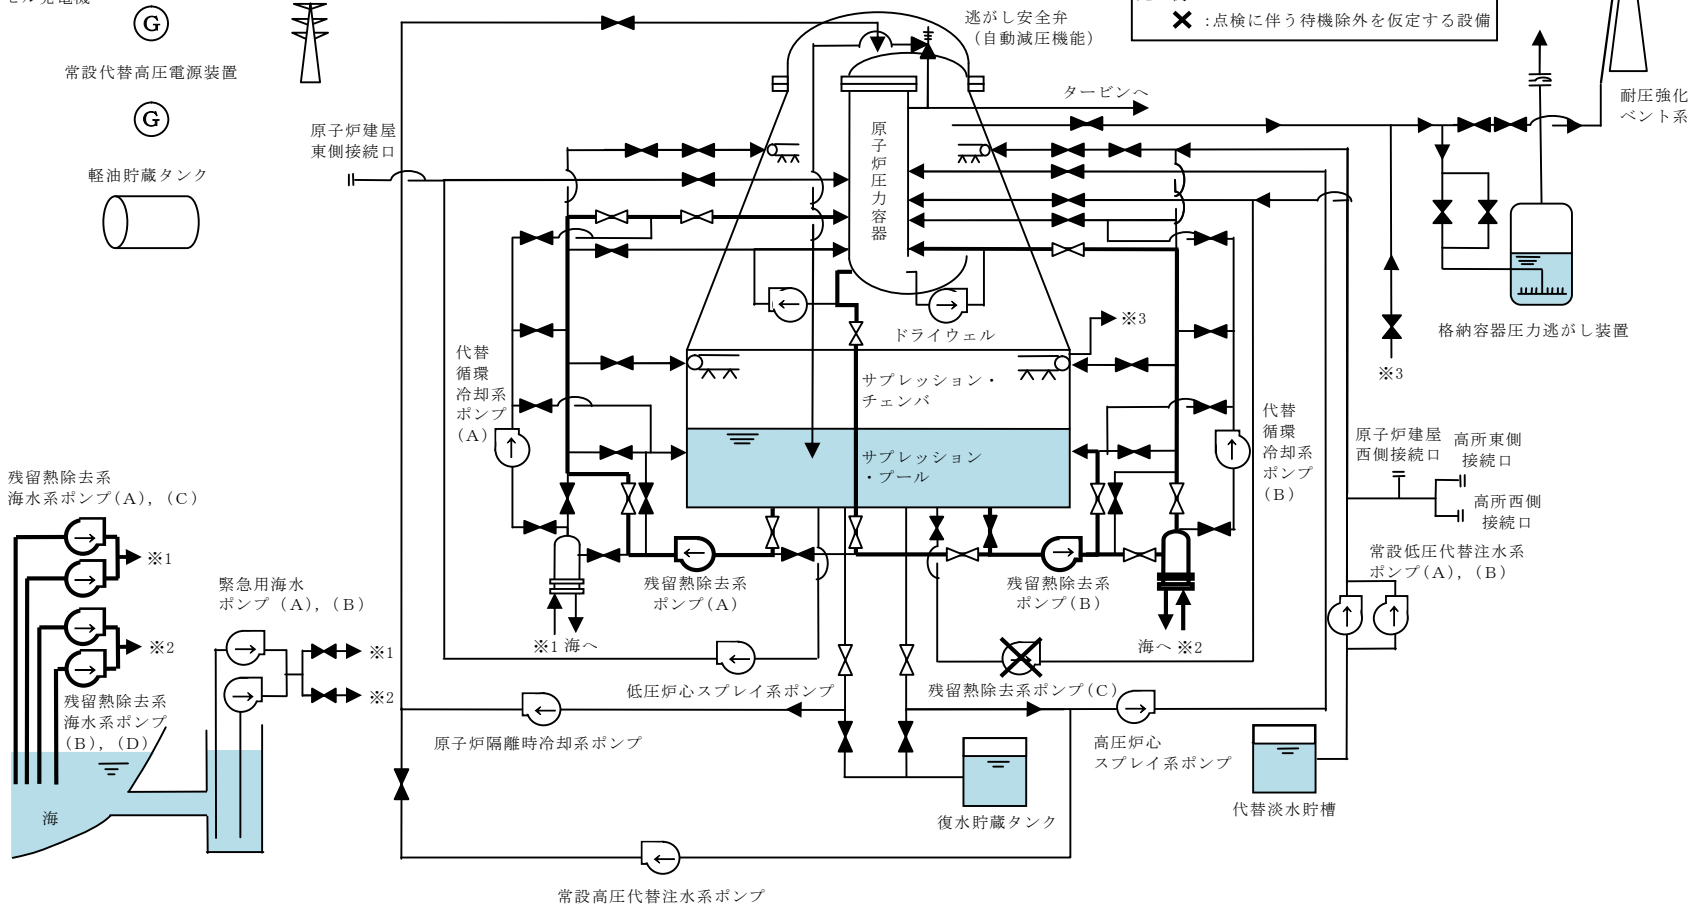 G
常設代替高圧電源装置
G
軽油貯蔵タンク
原子炉建屋
東側接続口
逃がし安全弁
（自動減圧機能）
:点検に伴う待機除外を仮定する設備
タービンへ
原子炉圧力容器
耐圧強化
ベント系
格納容器圧力逃がし装置
※3
ドライウェル
※3
代替
循環
冷却系
ポンプ
(A)
サプレッション・
チェンバ
サプレッション
・プール
代替
循環
冷却系
ポンプ
(B)
原子炉建屋
西側接続口
高所東側
接続口
高所西側
接続口
残留熱除去系
海水系ポンプ(A),（C）
※1
※2
残留熱除去系
海水系ポンプ
(B),（D）
海
緊急用海水
ポンプ（A),（B）
※1
※2
残留熱除去系
ポンプ(A)
※1 海へ
残留熱除去系
ポンプ(B)
海へ ※2
常設低圧代替注水系
ポンプ(A),（B）
低圧炉心スプレイ系ポンプ
残留熱除去系ポンプ(C)
原子炉隔離時冷却系ポンプ
高圧炉心
スプレイ系ポンプ
復水貯蔵タンク
代替淡水貯槽
常設高圧代替注水系ポンプ